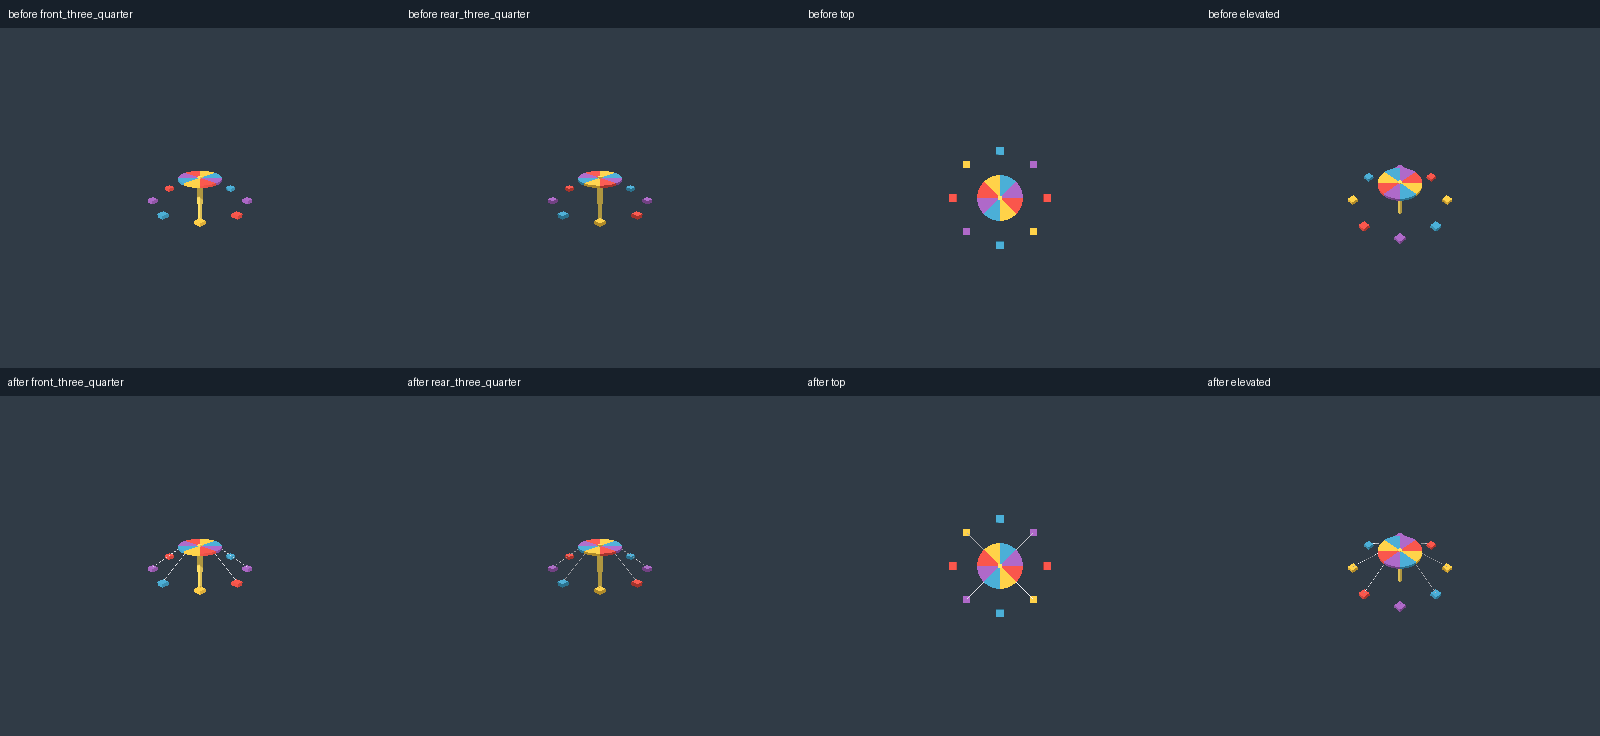 before front_three_quarter
before rear_three_quarter
before top
before elevated
after front_three_quarter
after rear_three_quarter
after top
after elevated